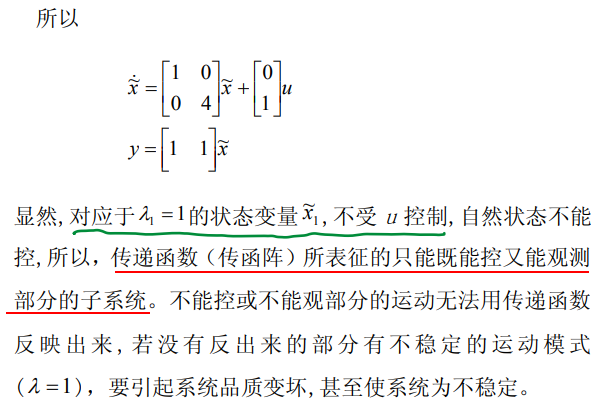 所以
$\dot{\tilde{x}} = \begin{bmatrix} 1 & 0 \\ 0 & 4 \end{bmatrix} \tilde{x} + \begin{bmatrix} 0 \\ 1 \end{bmatrix} u$
$y = \begin{bmatrix} 1 & 1 \end{bmatrix} \tilde{x}$
显然,对应于 $\lambda_1 = 1$ 的状态变量 $\tilde{x}_1$,不受 u 控制,自然状态不能
控,所以，传递函数（传函阵）所表征的只能既能控又能观测
部分的子系统。不能控或不能观部分的运动无法用传递函数
反映出来,若没有反出来的部分有不稳定的运动模式
($\lambda = 1$)，要引起系统品质变坏,甚至使系统为不稳定。